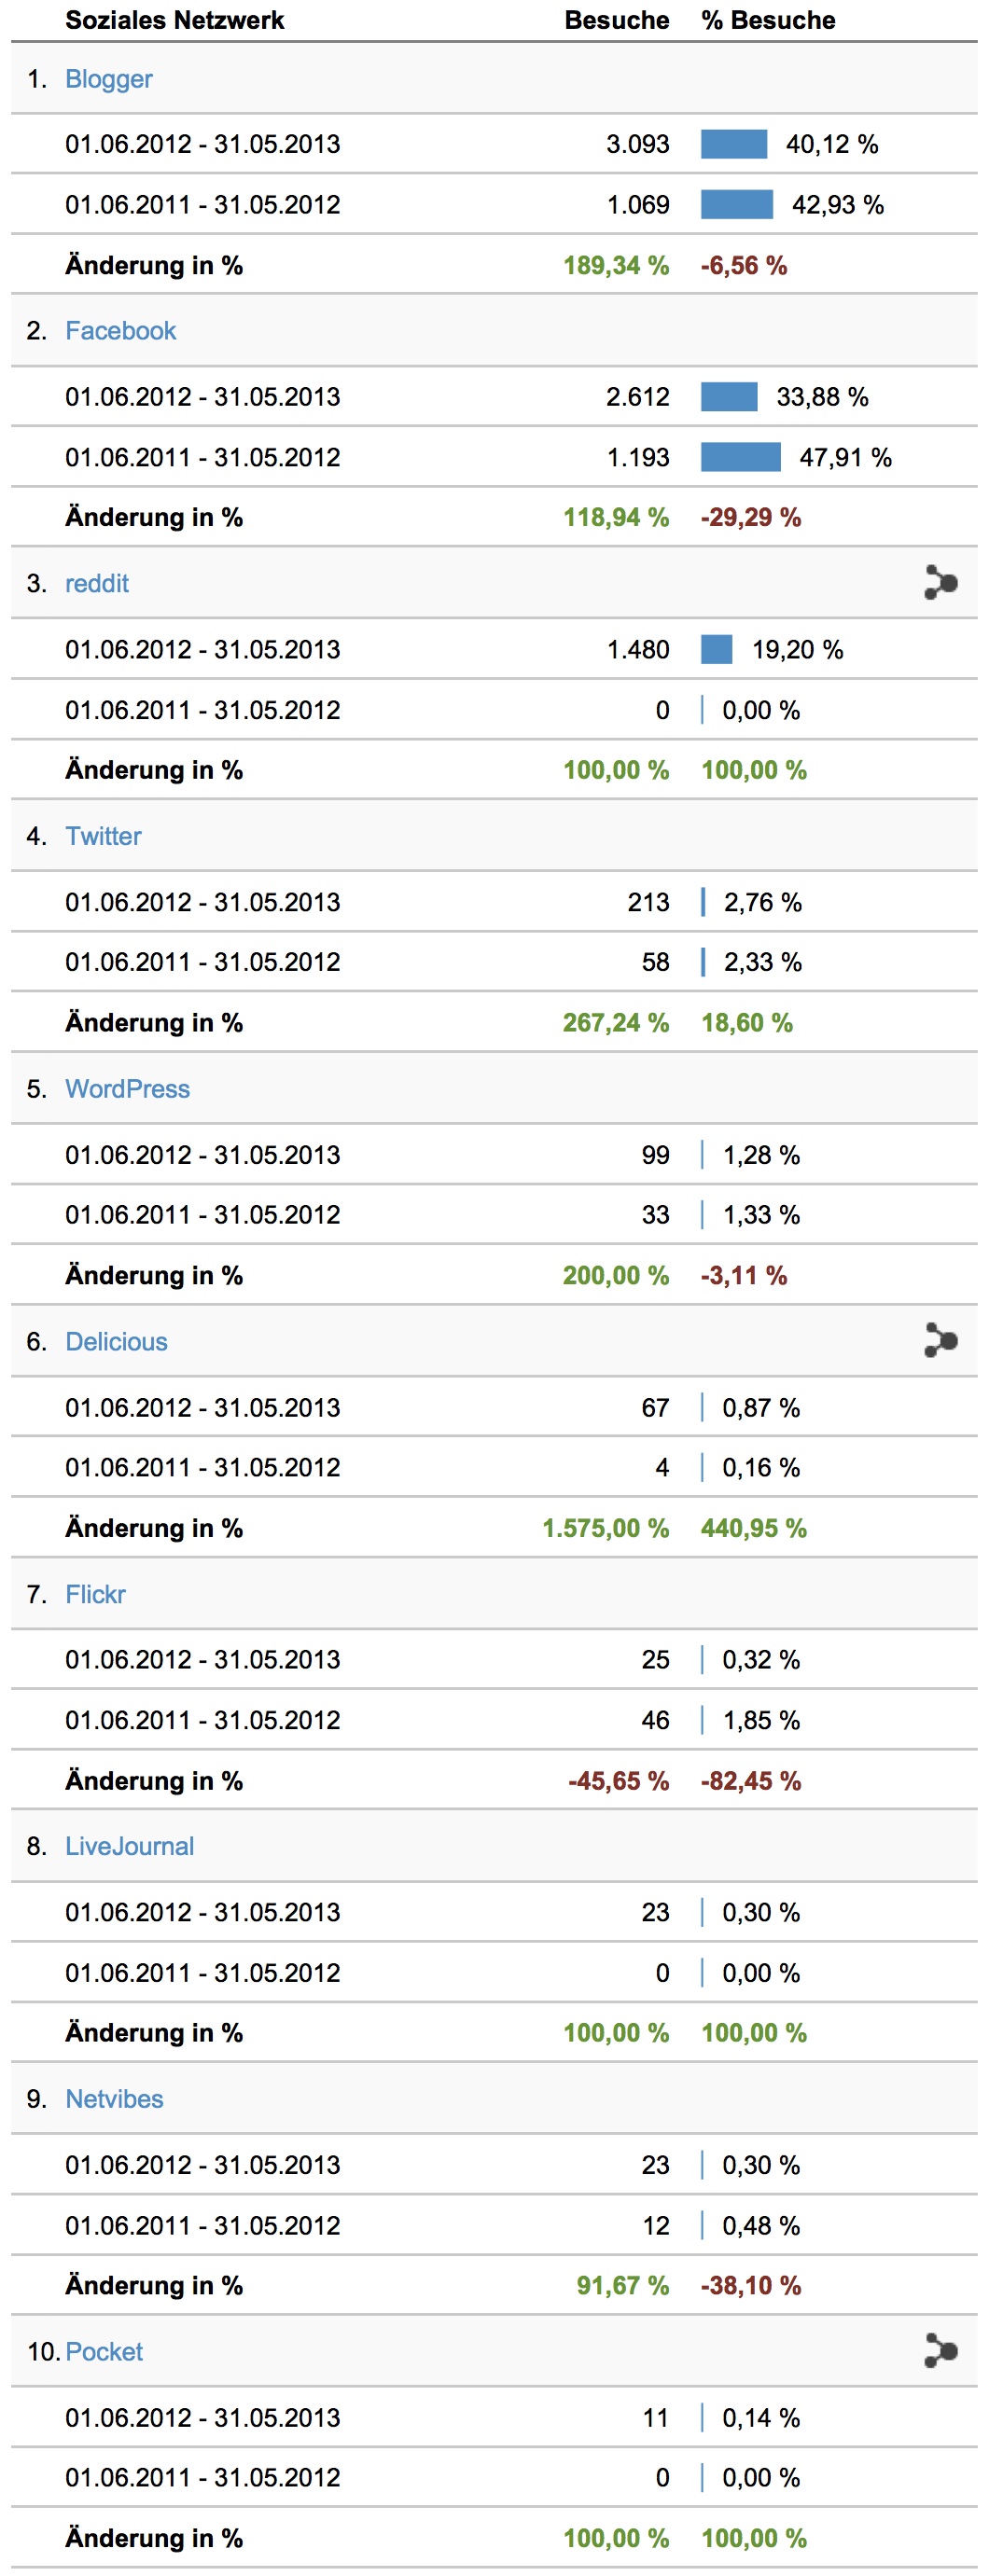 Soziales Netzwerk Besuche % Besuche
1. Blogger
01.06.2012 - 31.05.2013 3.093 40,12 %
01.06.2011 - 31.05.2012 1.069 42,93 %
Änderung in % 189,34 % -6,56 %
2. Facebook
01.06.2012 - 31.05.2013 2.612 33,88 %
01.06.2011 - 31.05.2012 1.193 47,91 %
Änderung in % 118,94 % -29,29 %
3. reddit
01.06.2012 - 31.05.2013 1.480 19,20 %
01.06.2011 - 31.05.2012 0 0,00 %
Änderung in % 100,00 % 100,00 %
4. Twitter
01.06.2012 - 31.05.2013 213 2,76 %
01.06.2011 - 31.05.2012 58 2,33 %
Änderung in % 267,24 % 18,60 %
5. WordPress
01.06.2012 - 31.05.2013 99 1,28 %
01.06.2011 - 31.05.2012 33 1,33 %
Änderung in % 200,00 % -3,11 %
6. Delicious
01.06.2012 - 31.05.2013 67 0,87 %
01.06.2011 - 31.05.2012 4 0,16 %
Änderung in % 1.575,00 % 440,95 %
7. Flickr
01.06.2012 - 31.05.2013 25 0,32 %
01.06.2011 - 31.05.2012 46 1,85 %
Änderung in % -45,65 % -82,45 %
8. LiveJournal
01.06.2012 - 31.05.2013 23 0,30 %
01.06.2011 - 31.05.2012 0 0,00 %
Änderung in % 100,00 % 100,00 %
9. Netvibes
01.06.2012 - 31.05.2013 23 0,30 %
01.06.2011 - 31.05.2012 12 0,48 %
Änderung in % 91,67 % -38,10 %
10. Pocket
01.06.2012 - 31.05.2013 11 0,14 %
01.06.2011 - 31.05.2012 0 0,00 %
Änderung in % 100,00 % 100,00 %